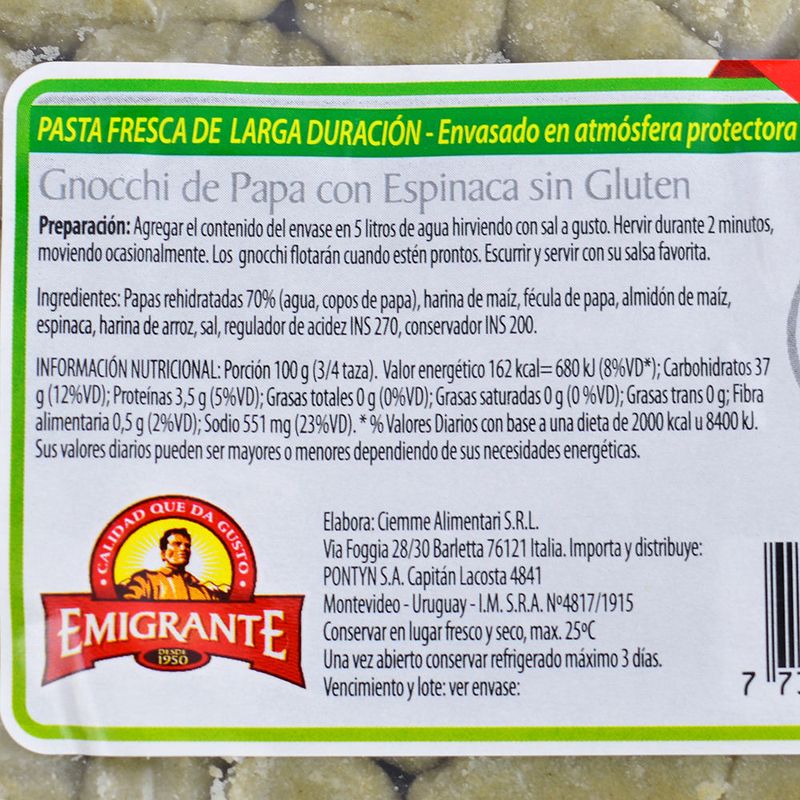 PASTA FRESCA DE LARGA DURACIÓN - Envasado en atmósfera protectora
Gnocchi de Papa con Espinaca sin Gluten
Preparación: Agregar el contenido del envase en 5 litros de agua hirviendo con sal a gusto. Hervir durante 2 minutos,
moviendo ocasionalmente. Los gnocchi flotarán cuando estén prontos. Escurrir y servir con su salsa favorita.
Ingredientes: Papas rehidratadas 70% (agua, copos de papa), harina de maíz, fécula de papa, almidón de maíz,
espinaca, harina de arroz, sal, regulador de acidez INS 270, conservador INS 200.
INFORMACIÓN NUTRICIONAL: Porción 100 g (3/4 taza). Valor energético 162 kcal= 680 kJ (8%VD*); Carbohidratos 37
g (12%VD); Proteínas 3,5 g (5%VD); Grasas totales 0 g (0%VD); Grasas saturadas 0 g (0 %VD); Grasas trans 0 g; Fibra
alimentaria 0,5 g (2%VD); Sodio 551 mg (23%VD). * % Valores Diarios con base a una dieta de 2000 kcal u 8400 kJ.
Sus valores diarios pueden ser mayores o menores dependiendo de sus necesidades energéticas.
• CALIDAD QUE DA GUSTO •
EMIGRANTE
DESDE
1950
Elabora: Ciemme Alimentari S.R.L.
Via Foggia 28/30 Barletta 76121 Italia. Importa y distribuye:
PONTYN S.A. Capitán Lacosta 4841
Montevideo - Uruguay - I.M. S.R.A. Nº4817/1915
Conservar en lugar fresco y seco, max. 25ºC
Una vez abierto conservar refrigerado máximo 3 días.
Vencimiento y lote: ver envase:
7 7